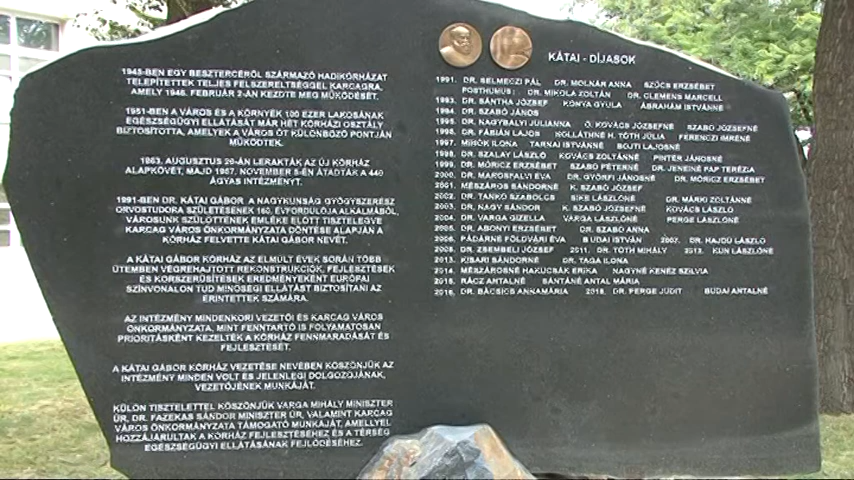 1945-BEN EGY BESZTERCÉRŐL SZÁRMAZÓ HADIKÓRHÁZAT
TELEPÍTETTEK TELJES FELSZERELTSÉGGEL KARCAGRA,
AMELY 1945. FEBRUÁR 2-ÁN KEZDTE MEG MŰKÖDÉSÉT.
1951-BEN A VÁROS ÉS A KÖRNYÉK 100 EZER LAKOSÁNAK
EGÉSZSÉGÜGYI ELLÁTÁSÁT MÁR HÉT KÓRHÁZI OSZTÁLY
BIZTOSÍTOTTA, AMELYEK A VÁROS ÖT KÜLÖNBÖZŐ PONTJÁN
MŰKÖDTEK.
1963. AUGUSZTUS 20-ÁN LERAKTÁK AZ ÚJ KÓRHÁZ
ALAPKÖVÉT, MAJD 1967. NOVEMBER 5-ÉN ÁTADTÁK A 440
ÁGYAS INTÉZMÉNYT.
1991-BEN DR. KÁTAI GÁBOR A NAGYKUNSÁG GYÓGYSZERÉSZ
ORVOSTUDORA SZÜLETÉSÉNEK 160. ÉVFORDULÓJA ALKALMÁBÓL,
VÁROSUNK SZÜLÖTTÉNEK EMLÉKE ELŐTT TISZTELEGVE
KARCAG VÁROS ÖNKORMÁNYZATA DÖNTÉSE ALAPJÁN A
KÓRHÁZ FELVETTE KÁTAI GÁBOR NEVÉT.
A KÁTAI GÁBOR KÓRHÁZ AZ ELMÚLT ÉVEK SORÁN TÖBB
ÜTEMBEN VÉGREHAJTOTT REKONSTRUKCIÓK, FEJLESZTÉSEK
ÉS KORSZERŰSÍTÉSEK EREDMÉNYEKÉNT EURÓPAI
SZÍNVONALON TUD MINŐSÉGI ELLÁTÁST BIZTOSÍTANI AZ
ÉRINTETTEK SZÁMÁRA.
AZ INTÉZMÉNY MINDENKORI VEZETŐI ÉS KARCAG VÁROS
ÖNKORMÁNYZATA, MINT FENNTARTÓ IS FOLYAMATOSAN
PRIORITÁSKÉNT KEZELTÉK A KÓRHÁZ FENNMARADÁSÁT ÉS
FEJLESZTÉSÉT.
A KÁTAI GÁBOR KÓRHÁZ VEZETÉSE NEVÉBEN KÖSZÖNJÜK AZ
INTÉZMÉNY MINDEN VOLT ÉS JELENLEGI DOLGOZÓJÁNAK,
VEZETŐJÉNEK MUNKÁJÁT.
KÜLÖN TISZTELETTEL KÖSZÖNJÜK VARGA MIHÁLY MINISZTER
ÚR, DR. FAZEKAS SÁNDOR MINISZTER ÚR, VALAMINT KARCAG
VÁROS ÖNKORMÁNYZATA TÁMOGATÓ MUNKÁJÁT, AMELLYEL
HOZZÁJÁRULTAK A KÓRHÁZ FEJLESZTÉSÉHEZ ÉS A TÉRSÉG
EGÉSZSÉGÜGYI ELLÁTÁSÁNAK FEJLŐDÉSÉHEZ.
KÁTAI - DÍJASOK
1991. DR. SELMECZI PÁL DR. MOLNÁR ANNA SZŰCS ERZSÉBET
POSTHUMUS: DR. MIKOLA ZOLTÁN DR. CLEMENS MARCELL
1993. DR. SÁNTHA JÓZSEF KÓNYA GYULA ÁBRAHÁM ISTVÁNNÉ
1994. DR. SZABÓ JÁNOS
1995. DR. NAGYBÁLYI JULIANNA Ö. KOVÁCS JÓZSEFNÉ SZABÓ JÓZSEFNÉ
1996. DR. FÁBIÁN LAJOS KOLLÁTHNÉ H. TÓTH JÚLIA FERENCZI IMRÉNÉ
1997. MIHÓK ILONA TARNAI ISTVÁNNÉ BOJTI LAJOSNÉ
1998. DR. SZALAY LÁSZLÓ KOVÁCS ZOLTÁNNÉ PINTÉR JÁNOSNÉ
1999. DR. MÓRICZ ERZSÉBET SZABÓ PÉTERNÉ DR. JENEINÉ PAP TERÉZIA
2000. DR. MAROSFALVI ÉVA DR. GYŐRFI JÁNOSNÉ DR. MÓRICZ ERZSÉBET
2001. MÉSZÁROS SÁNDORNÉ K. SZABÓ JÓZSEF
2002. DR. TANKÓ SZABOLCS SIKE LÁSZLÓNÉ DR. MÁRKI ZOLTÁNNÉ
2003. DR. NAGY SÁNDOR K. SZABÓ JÓZSEFNÉ KOVÁCS LÁSZLÓ
2004. DR. VARGA GIZELLA VARGA LÁSZLÓNÉ PERGE LÁSZLÓNÉ
2005. DR. ABONYI ERZSÉBET DR. SZABÓ ANNA
2006. PÁDÁRNÉ FÖLDVÁRI ÉVA BUDAI ISTVÁN 2007. DR. HAJDÚ LÁSZLÓ
2008. DR. ZSEMBELI JÓZSEF 2011. DR. TÓTH MIHÁLY 2013. KUN LÁSZLÓNÉ
2013. KISARI SÁNDORNÉ DR. TAGA ILONA
2014. MÉSZÁROSNÉ HAKUCSÁK ERIKA NAGYNÉ KENÉZ SZILVIA
2015. RÁCZ ANTALNÉ SÁNTÁNÉ ANTAL MÁRIA
2016. DR. BÁCSICS ANNAMÁRIA 2018. DR. PERGE JUDIT BUDAI ANTALNÉ